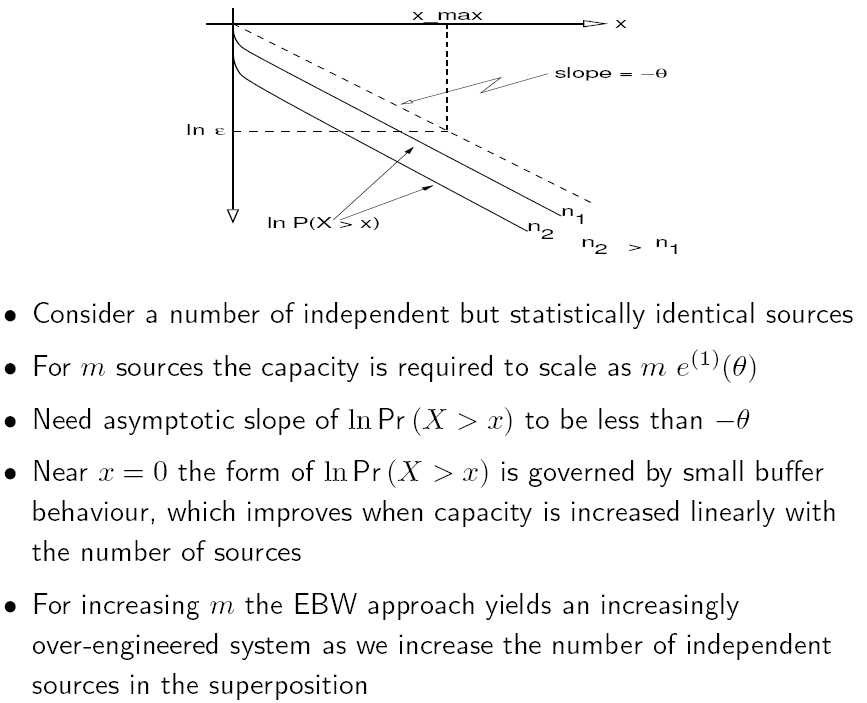 x_max
x
slope = −θ
ln ε
ln P(X > x)
n₁
n₂
n₂ > n₁
• Consider a number of independent but statistically identical sources
• For m sources the capacity is required to scale as m e⁽¹⁾(θ)
• Need asymptotic slope of ln Pr (X > x) to be less than −θ
• Near x = 0 the form of ln Pr (X > x) is governed by small buffer
behaviour, which improves when capacity is increased linearly with
the number of sources
• For increasing m the EBW approach yields an increasingly
over-engineered system as we increase the number of independent
sources in the superposition